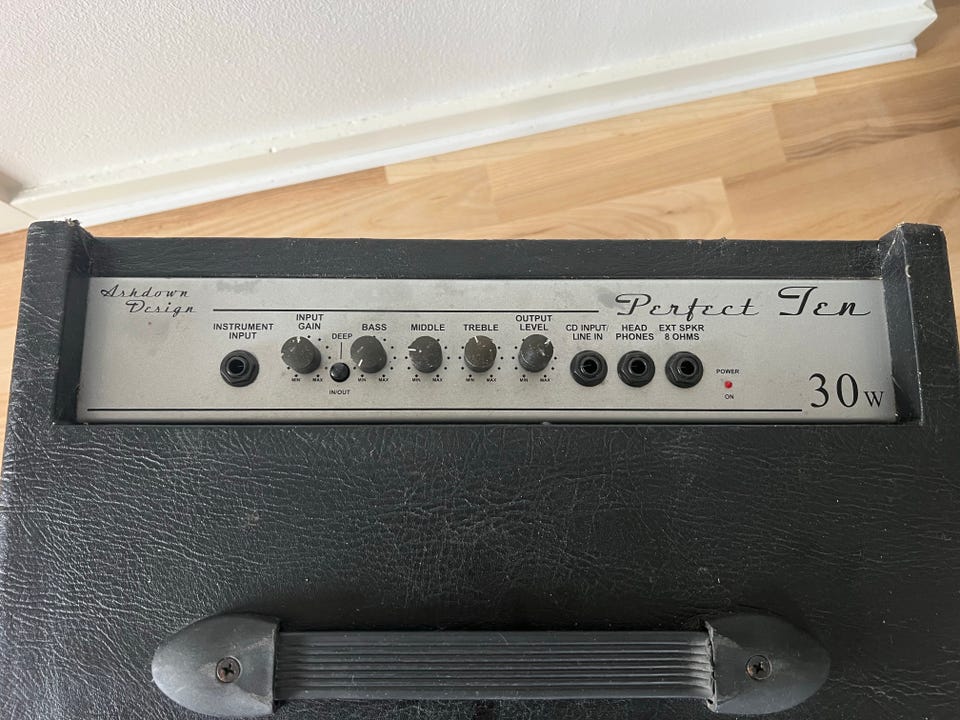 Ashdown
Design
Perfect Ten
INSTRUMENT
INPUT
INPUT
GAIN
MIN MAX
DEEP
IN/OUT
BASS
MIN MAX
MIDDLE
MIN MAX
TREBLE
MIN MAX
OUTPUT
LEVEL
MIN MAX
CD INPUT/
LINE IN
HEAD
PHONES
EXT SPKR
8 OHMS
POWER
ON
30W